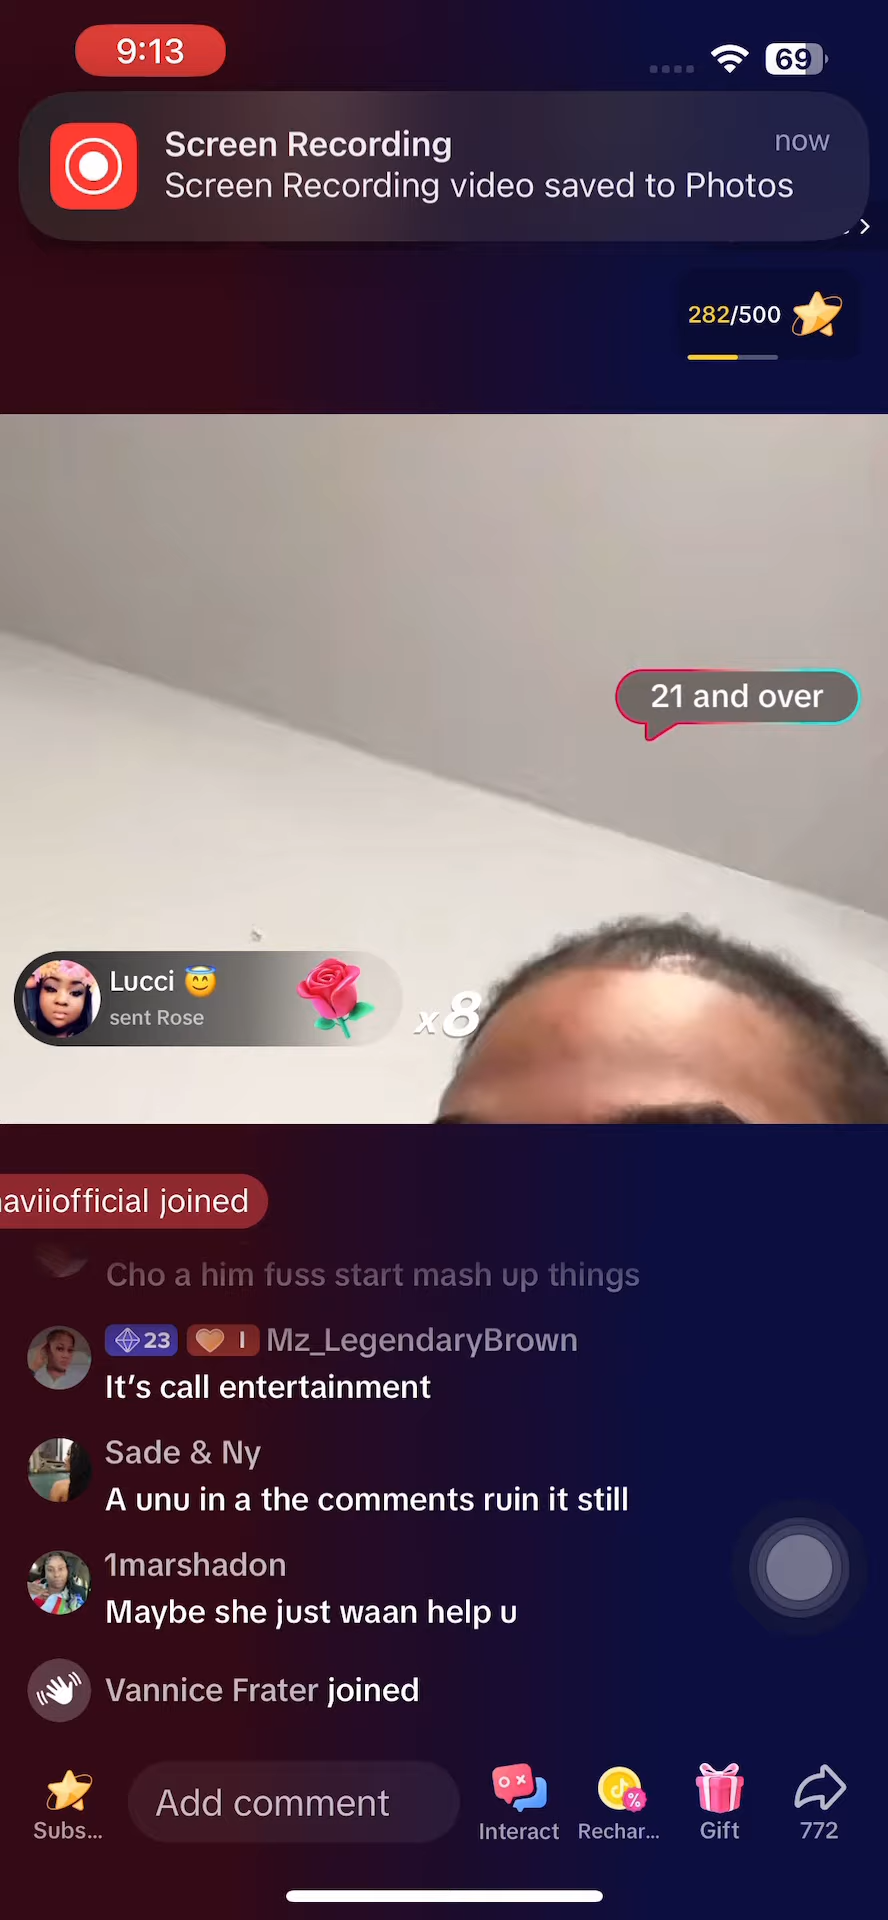 9:13
69
Screen Recording
now
Screen Recording video saved to Photos
282/500
21 and over
Lucci 😇
sent Rose
x8
aviiofficial joined
Cho a him fuss start mash up things
23 I Mz_LegendaryBrown
It's call entertainment
Sade & Ny
A unu in a the comments ruin it still
1marshadon
Maybe she just waan help u
Vannice Frater joined
Subs...
Add comment
Interact
Rechar...
Gift
772